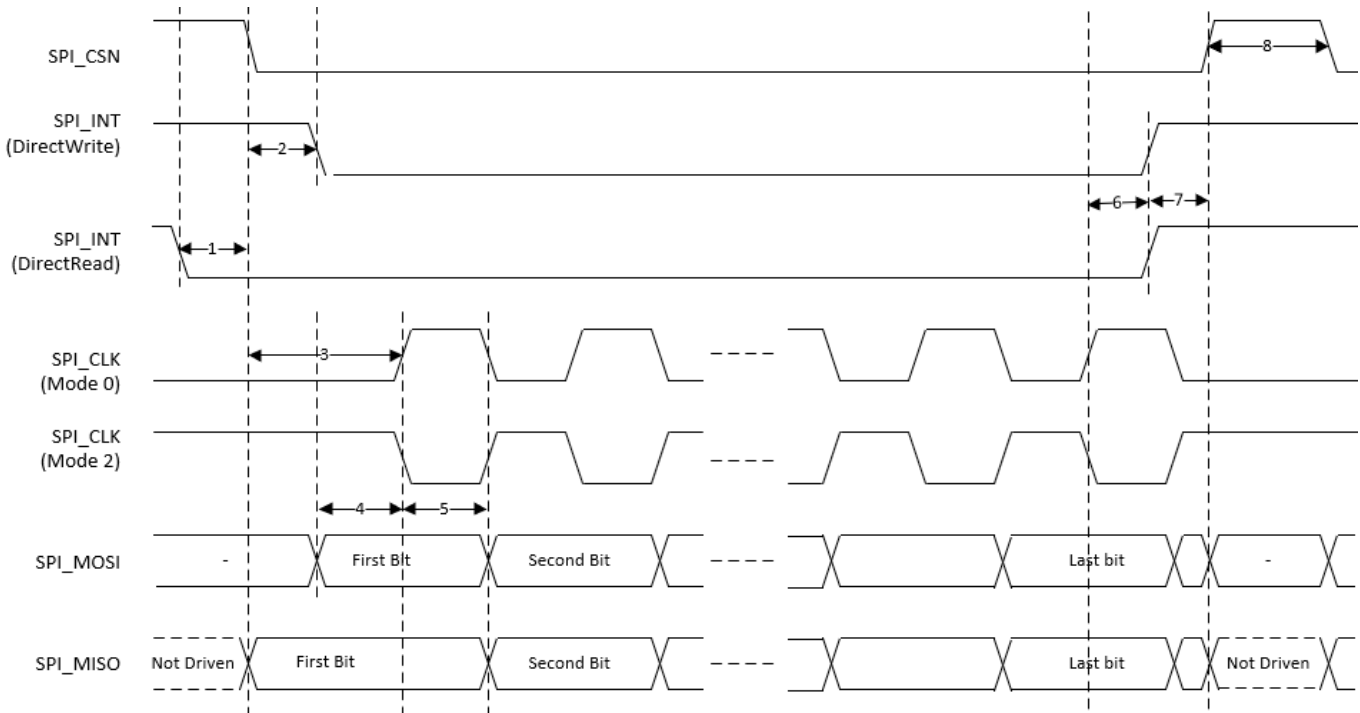 SPI_CSN
8
SPI_INT
(DirectWrite)
2
6
7
SPI_INT
(DirectRead)
1
SPI_CLK
(Mode 0)
3
SPI_CLK
(Mode 2)
4
5
SPI_MOSI
-
First Bit
Second Bit
Last bit
-
SPI_MISO
Not Driven
First Bit
Second Bit
Last bit
Not Driven